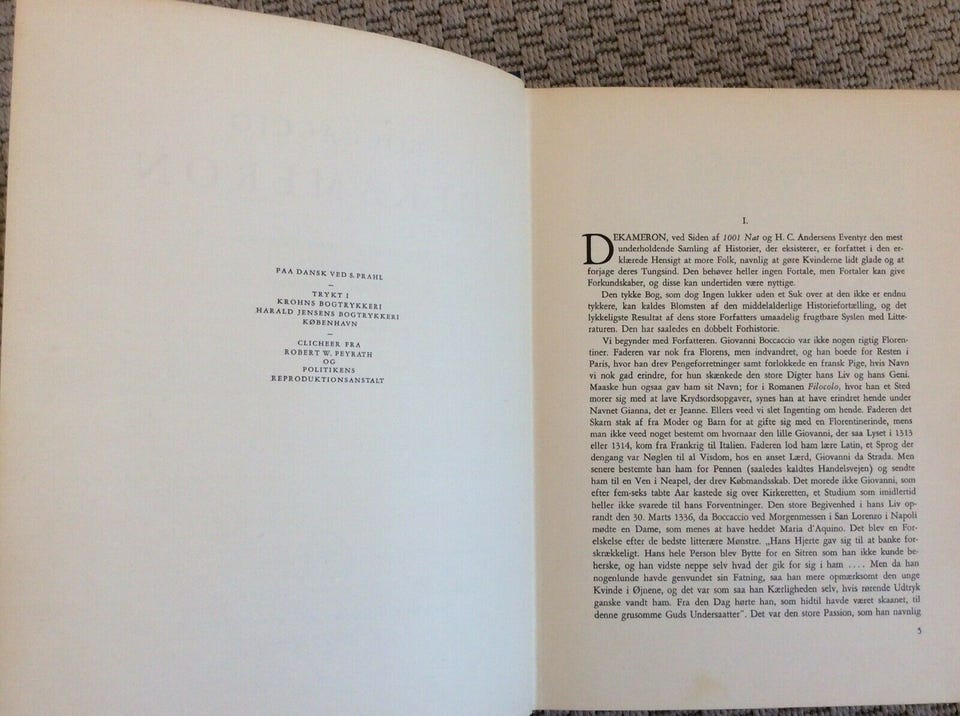 PAA DANSK VED S. PRAHL
—
TRYKT I
KROHNS BOGTRYKKERI
HARALD JENSENS BOGTRYKKERI
KØBENHAVN
—
CLICHEER FRA
ROBERT W. PEYRATH
OG
POLITIKENS
REPRODUKTIONSANSTALT
I.
DEKAMERON, ved Siden af 1001 Nat og H. C. Andersens Eventyr den mest
underholdende Samling af Historier, der eksisterer, er forfattet i den er-
klærede Hensigt at more Folk, navnlig at gøre Kvinderne lidt glade og at
forjage deres Tungsind. Den behøver heller ingen Fortale, men Fortaler kan give
Forkundskaber, og disse kan undertiden være nyttige.
Den tykke Bog, som dog Ingen lukker uden et Suk over at den ikke er endnu
tykkere, kan kaldes Blomsten af den middelalderlige Historiefortælling, og det
lykkeligste Resultat af dens store Forfatters umaadelig frugtbare Syslen med Litte-
raturen. Den har saaledes en dobbelt Forhistorie.
Vi begynder med Forfatteren. Giovanni Boccaccio var ikke nogen rigtig Floren-
tiner. Faderen var nok fra Florens, men indvandret, og han boede for Resten i
Paris, hvor han drev Pengeforretninger samt forlokkede en fransk Pige, hvis Navn
vi nok gad erindre, for hun skænkede den store Digter hans Liv og hans Geni.
Maaske hun ogsaa gav ham sit Navn; for i Romanen Filocolo, hvor han et Sted
morer sig med at lave Krydsordsopgaver, synes han at have erindret hende under
Navnet Gianna, det er Jeanne. Ellers veed vi slet Ingenting om hende. Faderen det
Skarn stak af fra Moder og Barn for at gifte sig med en Florentinerinde, mens
man ikke veed noget bestemt om hvornaar den lille Giovanni, der saa Lyset i 1313
eller 1314, kom fra Frankrig til Italien. Faderen lod ham lære Latin, et Sprog der
dengang var Nøglen til al Visdom, hos en anset Lærd, Giovanni da Strada. Men
senere bestemte han ham for Pennen (saaledes kaldtes Handelsvejen) og sendte
ham til en Ven i Neapel, der drev Købmandsskab. Det morede ikke Giovanni, som
efter fem-seks tabte Aar kastede sig over Kirkeretten, et Studium som imidlertid
heller ikke svarede til hans Forventninger. Den store Begivenhed i hans Liv op-
randt den 30. Marts 1336, da Boccaccio ved Morgenmessen i San Lorenzo i Napoli
mødte en Dame, som menes at have heddet Maria d'Aquino. Det blev en For-
elskelse efter de bedste litterære Mønstre. „Hans Hjerte gav sig til at banke for-
skrækkeligt. Hans hele Person blev Bytte for en Sitren som han ikke kunde be-
herske, og han vidste neppe selv hvad der gik for sig i ham .... Men da han
nogenlunde havde genvundet sin Fatning, saa han mere opmærksomt den unge
Kvinde i Øjnene, og det var som saa han Kærligheden selv, hvis rørende Udtryk
ganske vandt ham. Fra den Dag hørte han, som hidtil havde været skaanet, til
denne grusomme Guds Undersaatter". Det var den store Passion, som han navnlig
5